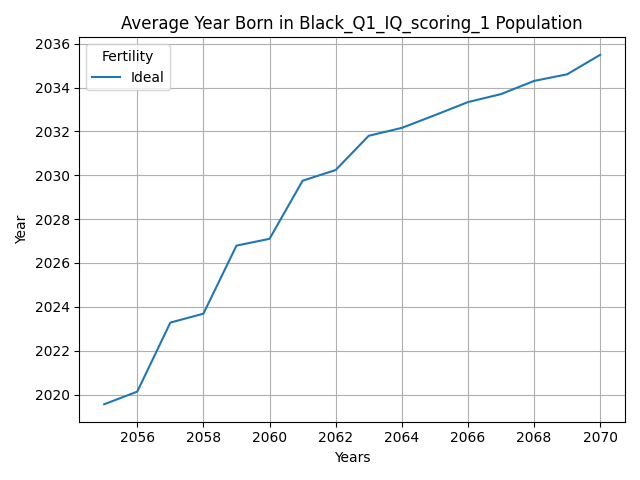 Average Year Born in Black_Q1_IQ_scoring_1 Population
Fertility
Ideal
Year
2036
2034
2032
2030
2028
2026
2024
2022
2020
2056 2058 2060 2062 2064 2066 2068 2070
Years